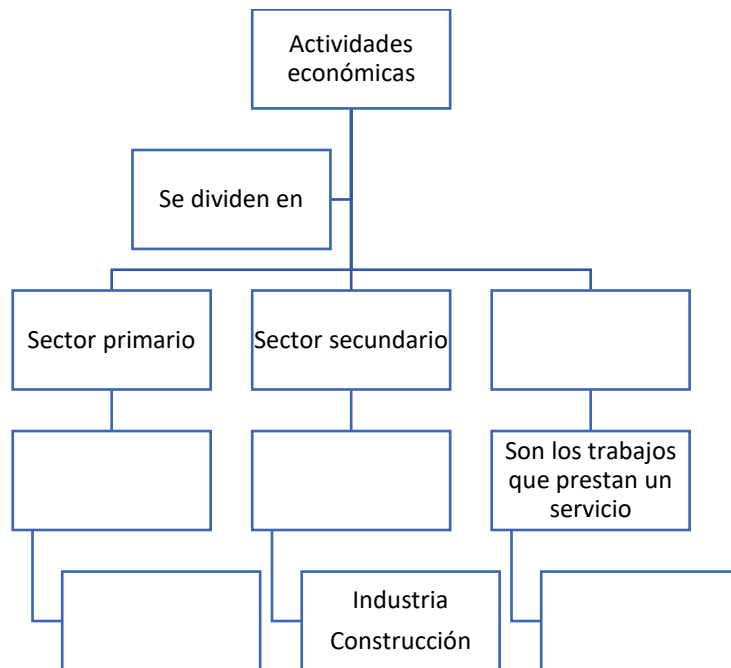 Actividades
económicas
Se dividen en
Sector primario
Sector secundario
Son los trabajos
que prestan un
servicio
Industria
Construcción